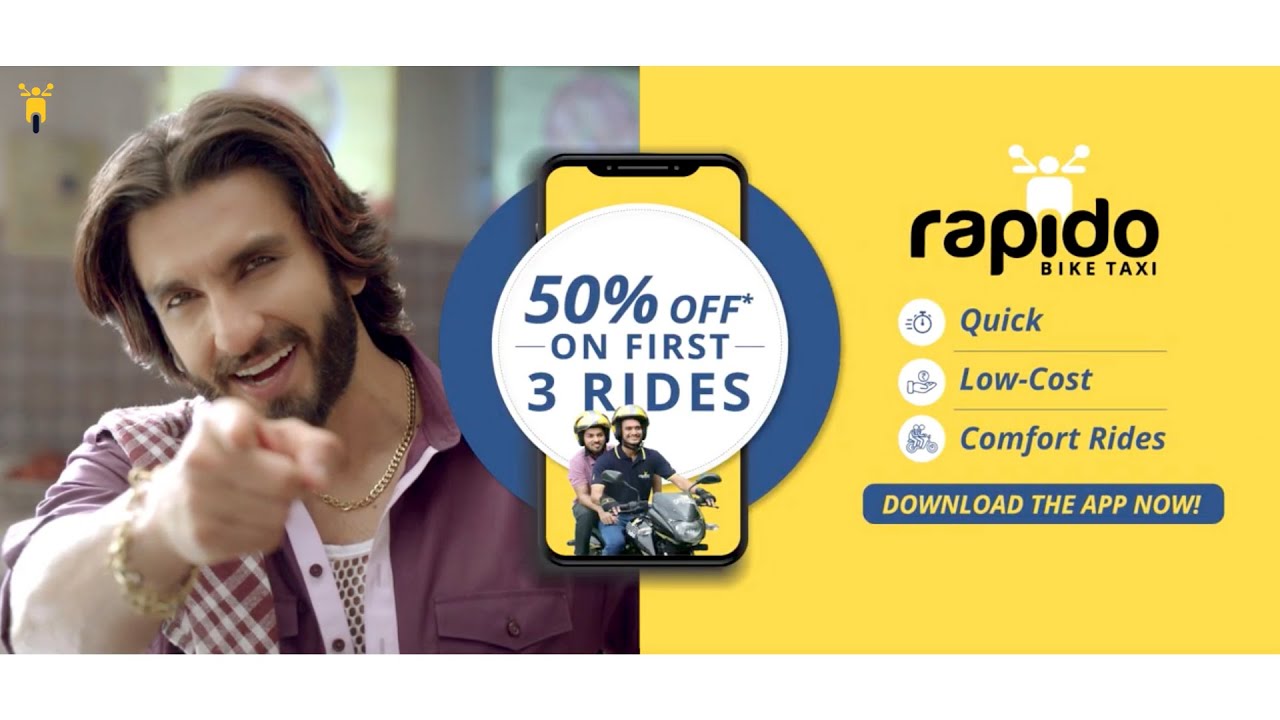 50% OFF*
ON FIRST
3 RIDES
rapido
BIKE TAXI
Quick
Low-Cost
Comfort Rides
DOWNLOAD THE APP NOW!